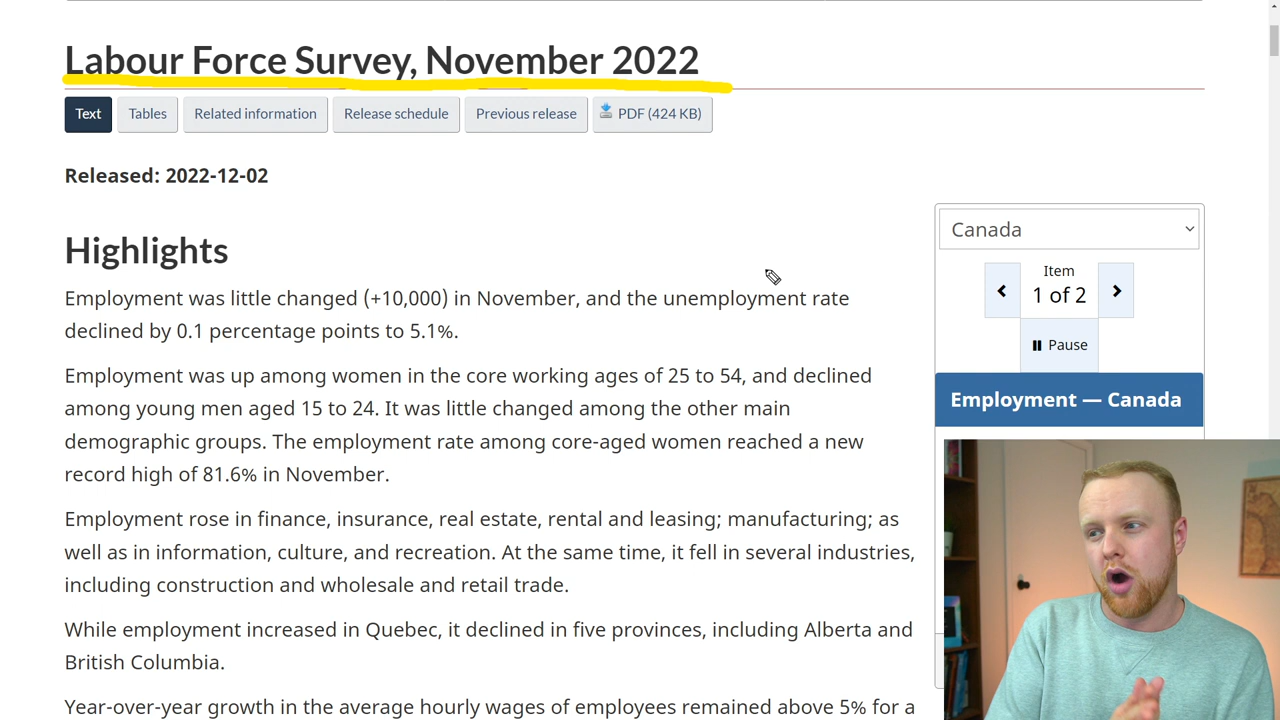 Labour Force Survey, November 2022
Text
Tables
Related information
Release schedule
Previous release
PDF (424 KB)
Released: 2022-12-02
Highlights
Employment was little changed (+10,000) in November, and the unemployment rate
declined by 0.1 percentage points to 5.1%.
Employment was up among women in the core working ages of 25 to 54, and declined
among young men aged 15 to 24. It was little changed among the other main
demographic groups. The employment rate among core-aged women reached a new
record high of 81.6% in November.
Employment rose in finance, insurance, real estate, rental and leasing; manufacturing; as
well as in information, culture, and recreation. At the same time, it fell in several industries,
including construction and wholesale and retail trade.
While employment increased in Quebec, it declined in five provinces, including Alberta and
British Columbia.
Year-over-year growth in the average hourly wages of employees remained above 5% for a
Canada
Item
1 of 2
Pause
Employment — Canada